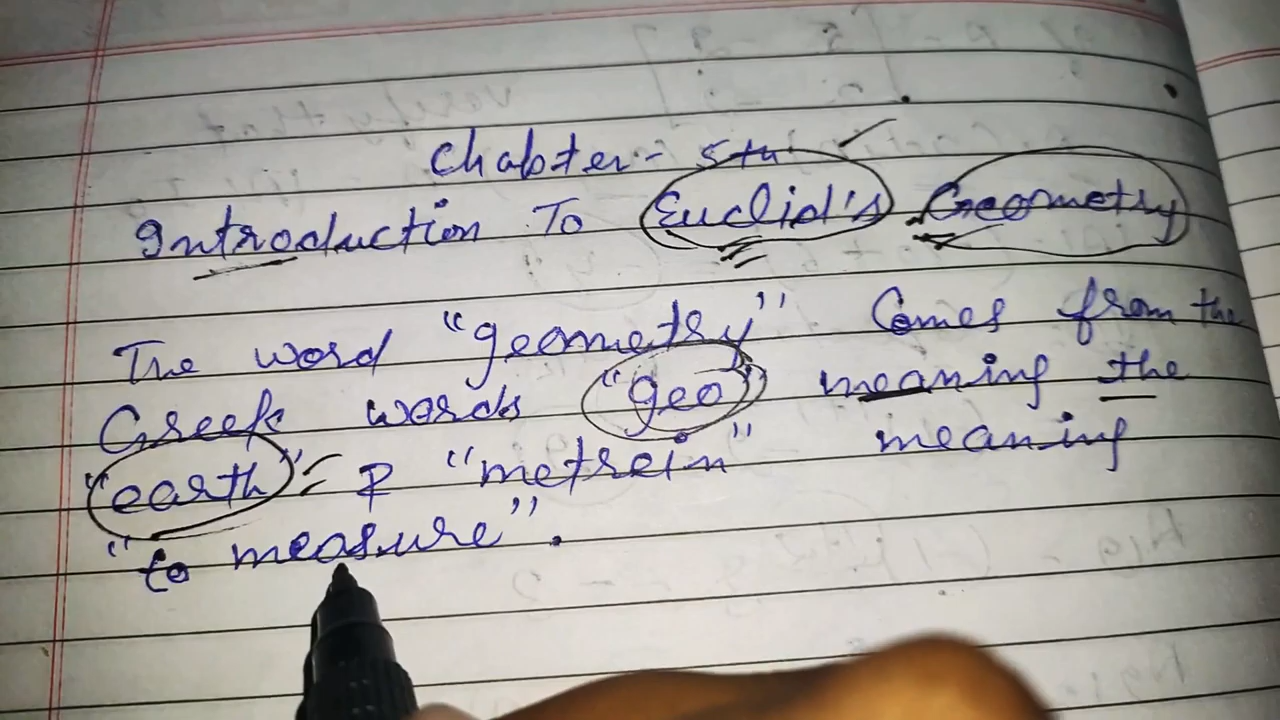 Chapter - 5th
Introduction To Euclid's Geometry
The word "geometry" Comes from the
Greek words "geo" meaning the
"earth" & "metrein" meaning
"to measure".